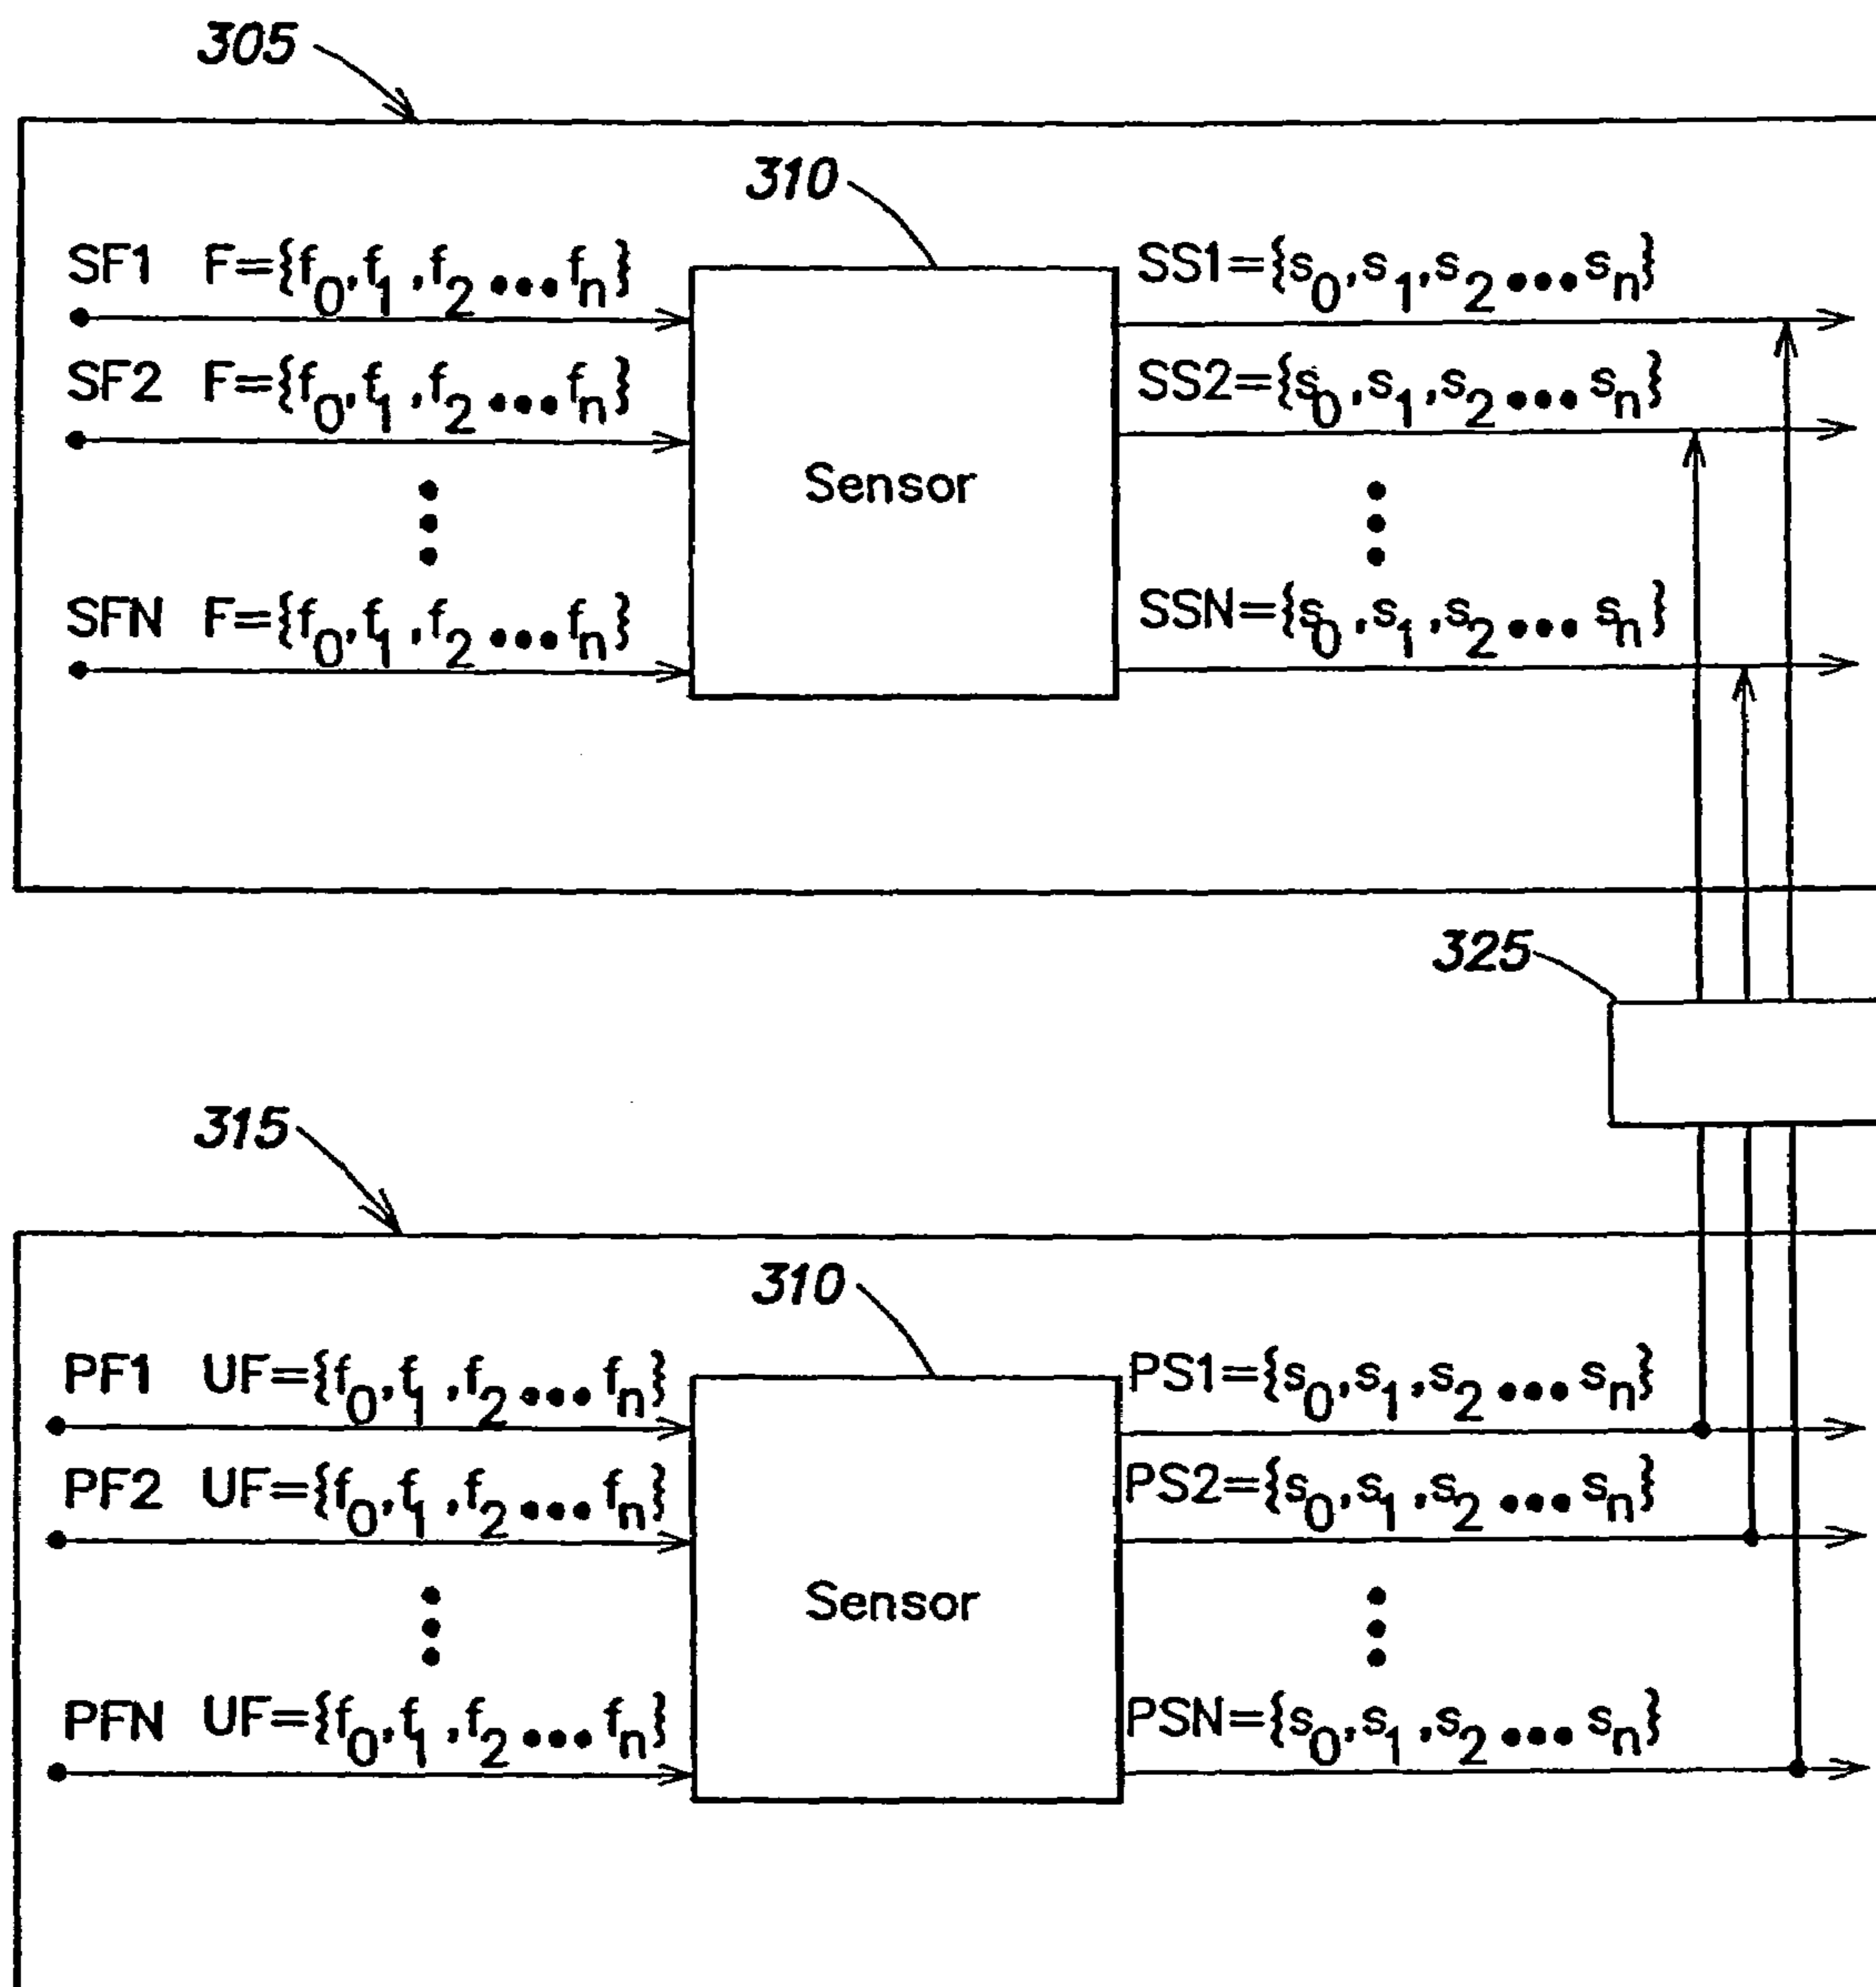 305
310
SF1 F={f₀,f₁,f₂•••fₙ} SS1={s₀,s₁,s₂•••sₙ}
SF2 F={f₀,f₁,f₂•••fₙ} SS2={s₀,s₁,s₂•••sₙ}
Sensor
SFN F={f₀,f₁,f₂•••fₙ} SSN={s₀,s₁,s₂•••sₙ}
325
315
310
PF1 UF={f₀,f₁,f₂•••fₙ} PS1={s₀,s₁,s₂•••sₙ}
PF2 UF={f₀,f₁,f₂•••fₙ} PS2={s₀,s₁,s₂•••sₙ}
Sensor
PFN UF={f₀,f₁,f₂•••fₙ} PSN={s₀,s₁,s₂•••sₙ}